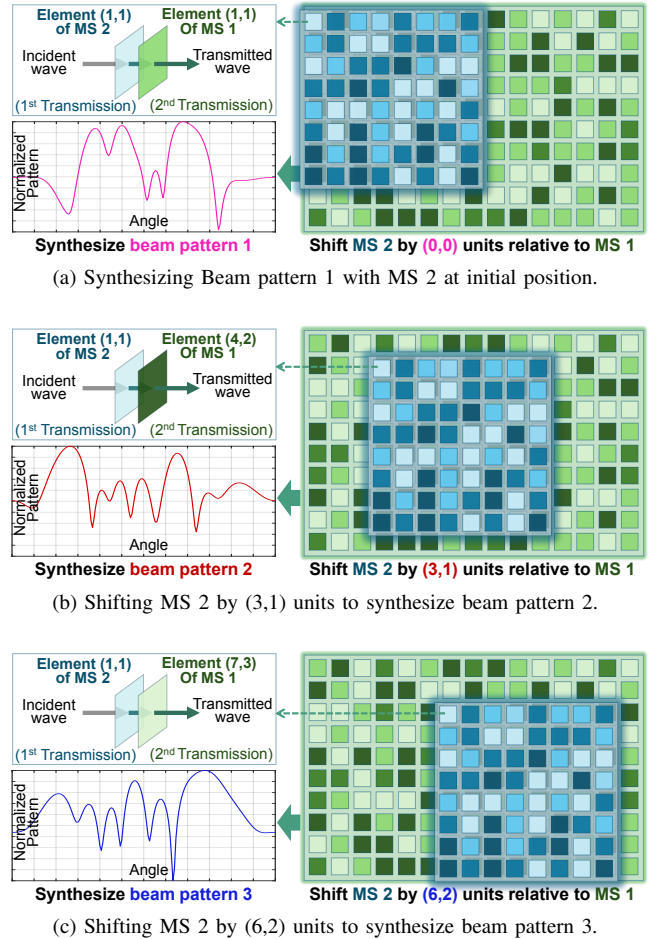 Element (1,1) of MS 2
Element (1,1) Of MS 1
Incident wave
Transmitted wave
(1st Transmission)
(2nd Transmission)
Normalized Pattern
Angle
Synthesize beam pattern 1
Shift MS 2 by (0,0) units relative to MS 1
(a) Synthesizing Beam pattern 1 with MS 2 at initial position.
Element (1,1) of MS 2
Element (4,2) Of MS 1
Incident wave
Transmitted wave
(1st Transmission)
(2nd Transmission)
Normalized Pattern
Angle
Synthesize beam pattern 2
Shift MS 2 by (3,1) units relative to MS 1
(b) Shifting MS 2 by (3,1) units to synthesize beam pattern 2.
Element (1,1) of MS 2
Element (7,3) Of MS 1
Incident wave
Transmitted wave
(1st Transmission)
(2nd Transmission)
Normalized Pattern
Angle
Synthesize beam pattern 3
Shift MS 2 by (6,2) units relative to MS 1
(c) Shifting MS 2 by (6,2) units to synthesize beam pattern 3.